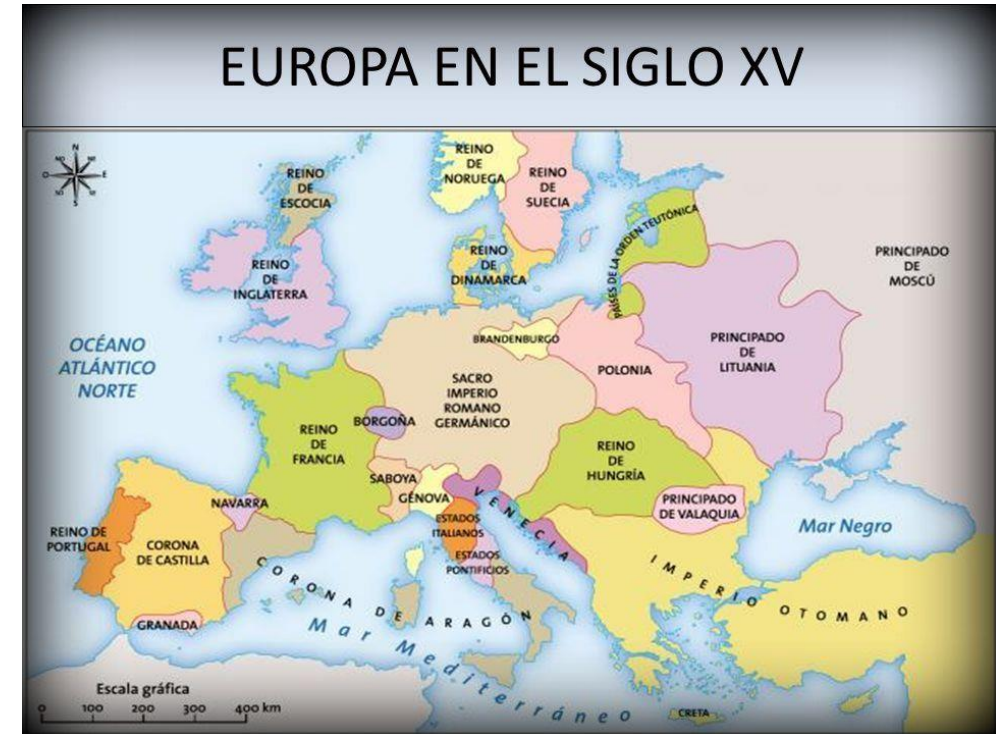 EUROPA EN EL SIGLO XV
N
NO
NE
O
E
SO
SE
S
REINO
DE
ESCOCIA
REINO
DE
NORUEGA
REINO
DE
SUECIA
PAÍSES DE LA ORDEN TEUTÓNICA
PRINCIPADO
DE
MOSCÚ
REINO
DE
INGLATERRA
REINO
DE
DINAMARCA
OCÉANO
ATLÁNTICO
NORTE
BRANDENBURGO
POLONIA
PRINCIPADO
DE
LITUANIA
SACRO
IMPERIO
ROMANO
GERMÁNICO
REINO
DE
FRANCIA
BORGOÑA
REINO
DE
HUNGRÍA
SABOYA
GÉNOVA
VENECIA
PRINCIPADO
DE VALAQUIA
NAVARRA
ESTADOS
ITALIANOS
ESTADOS
PONTIFICIOS
Mar Negro
REINO DE
PORTUGAL
CORONA
DE CASTILLA
CORONA DE ARAGÓN
IMPERIO OTOMANO
GRANADA
Mar Mediterráneo
CRETA
Escala gráfica
0 100 200 300 400 km